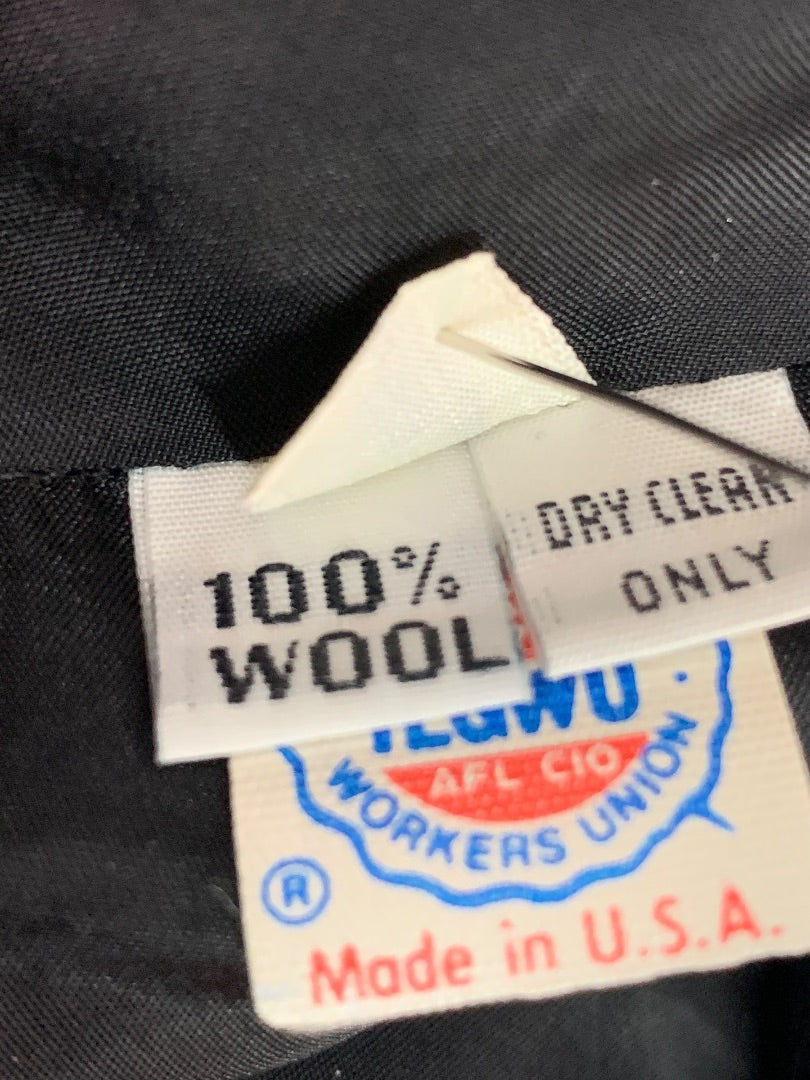 100%
WOOL
DRY CLEAN
ONLY
ILGWU
AFL CIO
WORKERS UNION
®
Made in U.S.A.